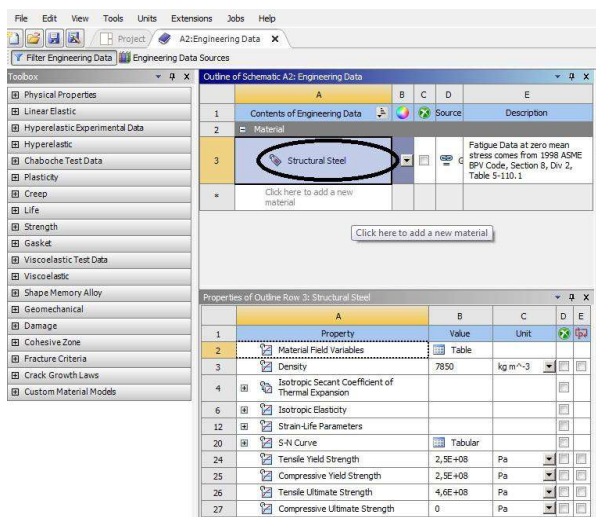 File Edit View Tools Units Extensions Jobs Help
Project A2:Engineering Data
Filter Engineering Data Engineering Data Sources
Toolbox
Physical Properties
Linear Elastic
Hyperelastic Experimental Data
Hyperelastic
Chaboche Test Data
Plasticity
Creep
Life
Strength
Gasket
Viscoelastic Test Data
Viscoelastic
Shape Memory Alloy
Geomechanical
Damage
Cohesive Zone
Fracture Criteria
Crack Growth Laws
Custom Material Models
Outline of Schematic A2: Engineering Data
A B C D E
1 Contents of Engineering Data Source Description
2 Material
3 Structural Steel
Fatigue Data at zero mean
stress comes from 1998 ASME
BPV Code, Section 8, Div 2,
Table 5-110.1
* Click here to add a new
material
Click here to add a new material
Properties of Outline Row 3: Structural Steel
A B C D E
1 Property Value Unit
2 Material Field Variables Table
3 Density 7850 kg m^-3
4 Isotropic Secant Coefficient of
Thermal Expansion
6 Isotropic Elasticity
12 Strain-Life Parameters
20 S-N Curve Tabular
24 Tensile Yield Strength 2,5E+08 Pa
25 Compressive Yield Strength 2,5E+08 Pa
26 Tensile Ultimate Strength 4,6E+08 Pa
27 Compressive Ultimate Strength 0 Pa